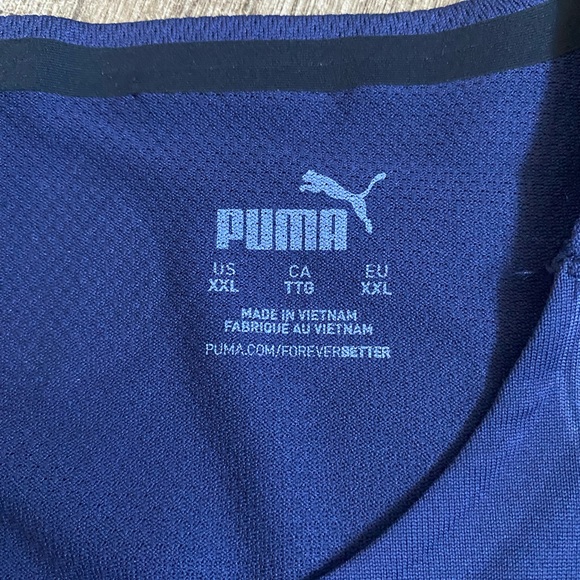 PUMA
US CA EU
XXL TTG XXL
MADE IN VIETNAM
FABRIQUE AU VIETNAM
PUMA.COM/FOREVERBETTER